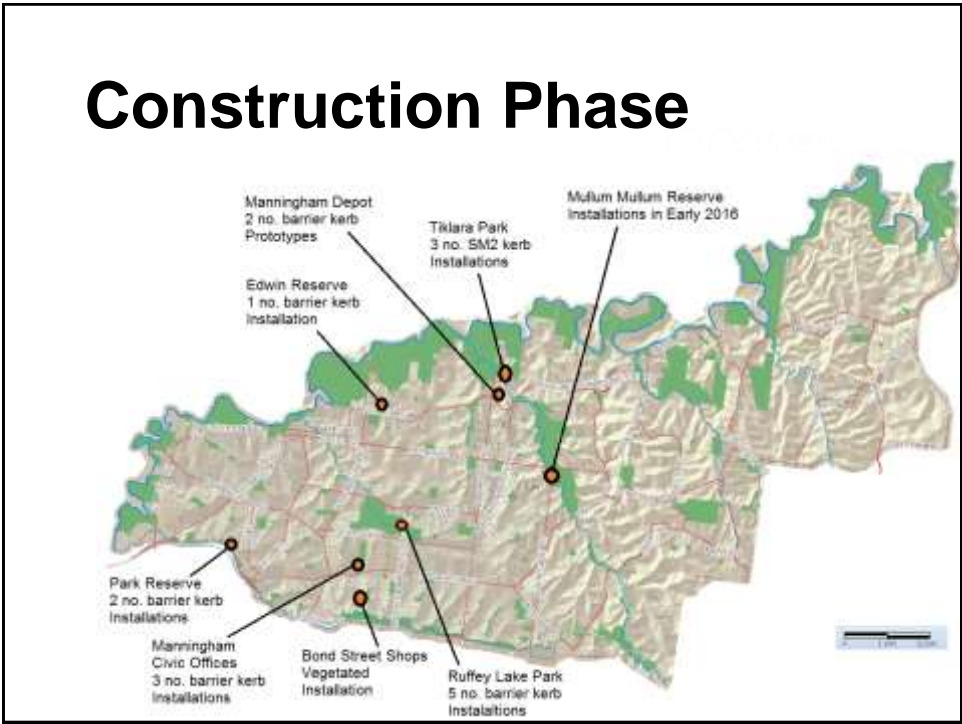 Construction Phase
Manningham Depot
2 no. barrier kerb
Prototypes
Tiklara Park
3 no. SM2 kerb
Installations
Mullum Mullum Reserve
Installations in Early 2016
Edwin Reserve
1 no. barrier kerb
Installation
Park Reserve
2 no. barrier kerb
Installations
Manningham
Civic Offices
3 no. barrier kerb
Installations
Bond Street Shops
Vegetated
Installation
Ruffey Lake Park
5 no. barrier kerb
Instalaltions